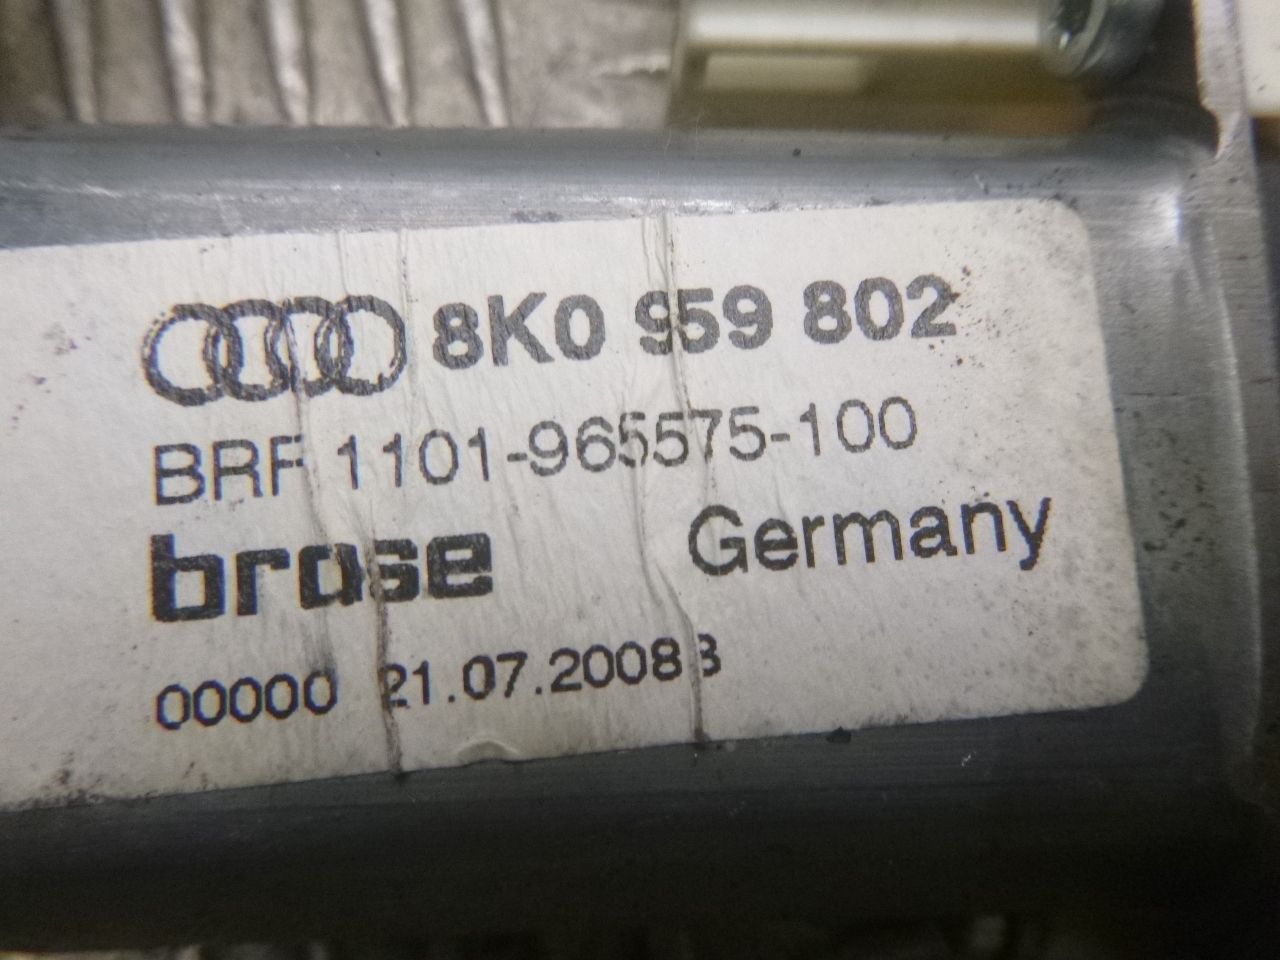 8K0 959 802
BRF 1101-965575-100
brose Germany
00000 21.07.2008 B